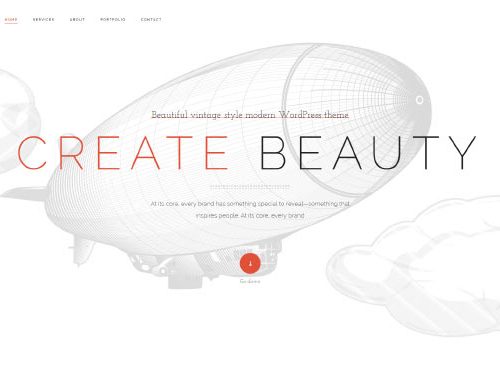 HOME SERVICES ABOUT PORTFOLIO CONTACT
Beautiful vintage style modern WordPress theme
CREATE BEAUTY
At its core, every brand has something special to reveal—something that
inspires people. At its core, every brand
Go down